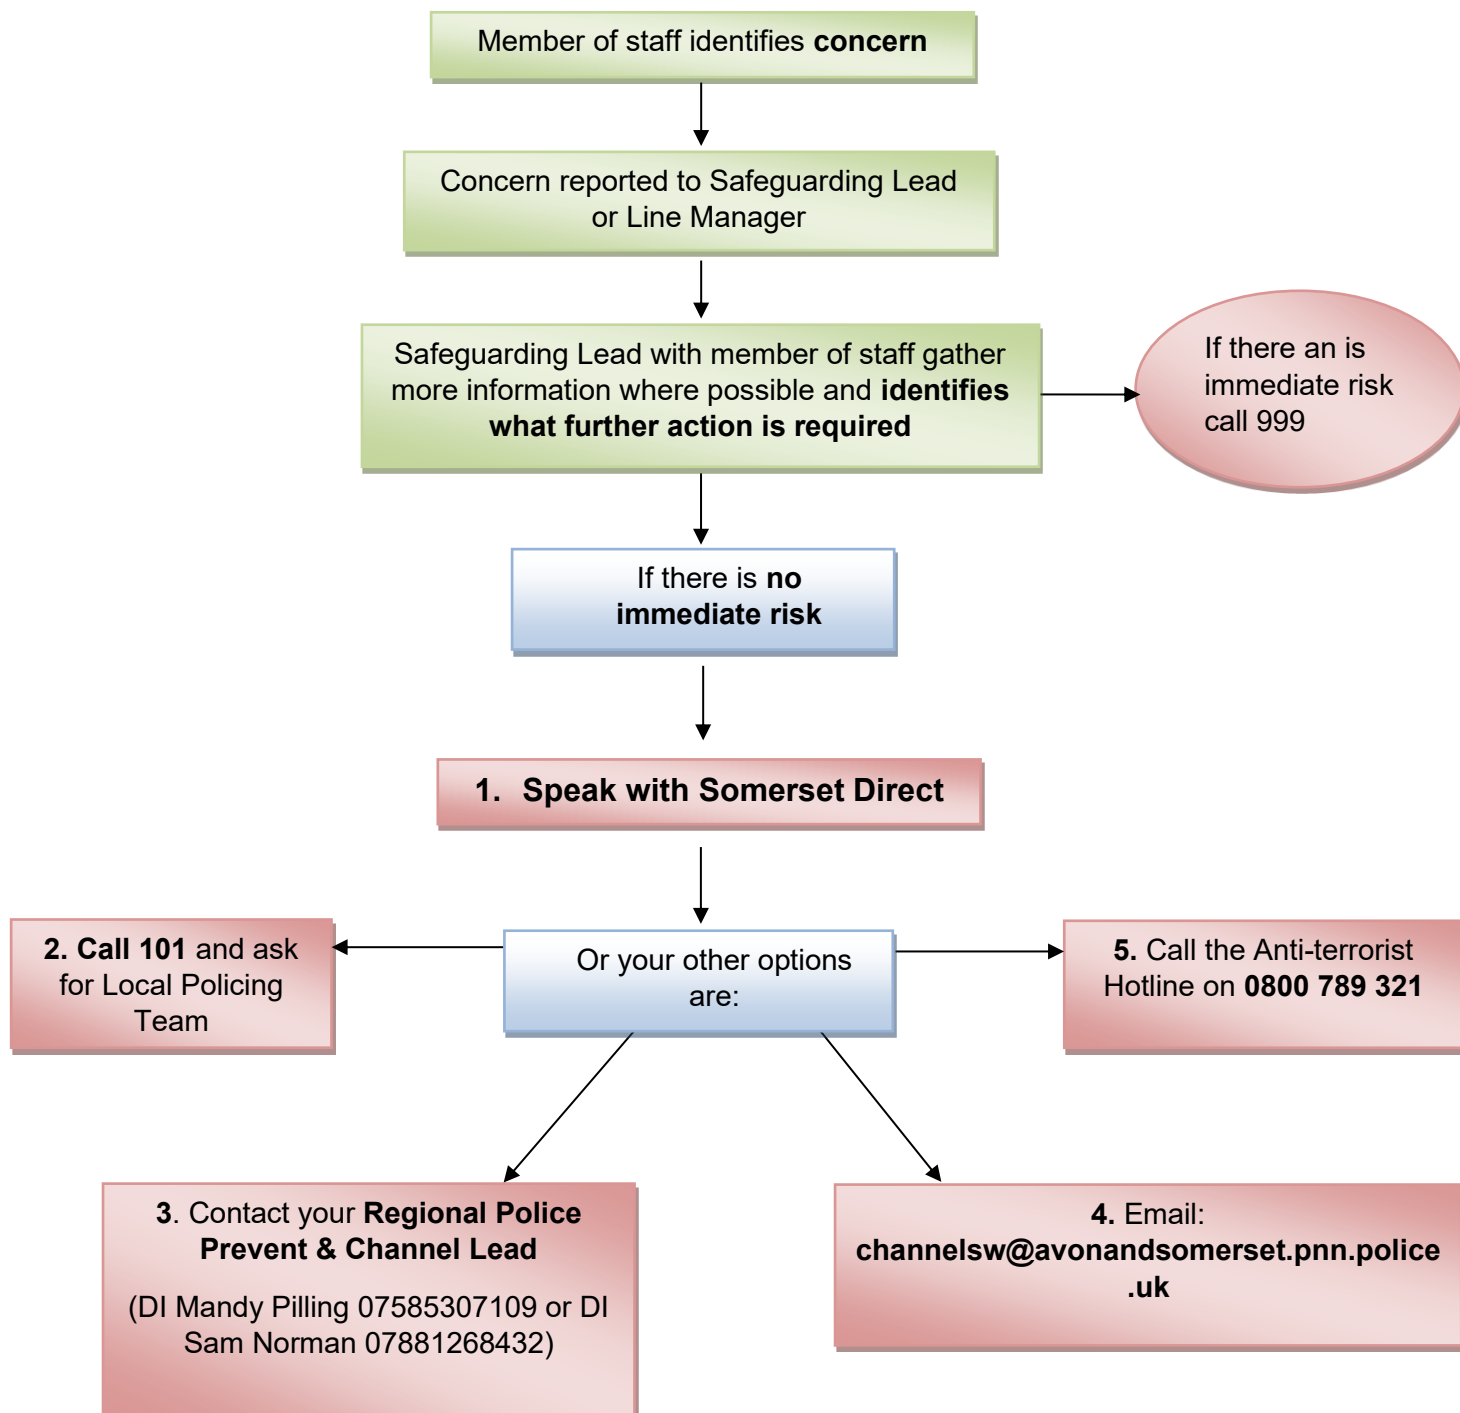 Member of staff identifies concern
Concern reported to Safeguarding Lead
or Line Manager
Safeguarding Lead with member of staff gather
more information where possible and identifies
what further action is required
If there an is
immediate risk
call 999
If there is no
immediate risk
1. Speak with Somerset Direct
2. Call 101 and ask
for Local Policing
Team
Or your other options
are:
5. Call the Anti-terrorist
Hotline on 0800 789 321
3. Contact your Regional Police
Prevent & Channel Lead
(DI Mandy Pilling 07585307109 or DI
Sam Norman 07881268432)
4. Email:
channelsw@avonandsomerset.pnn.police
.uk